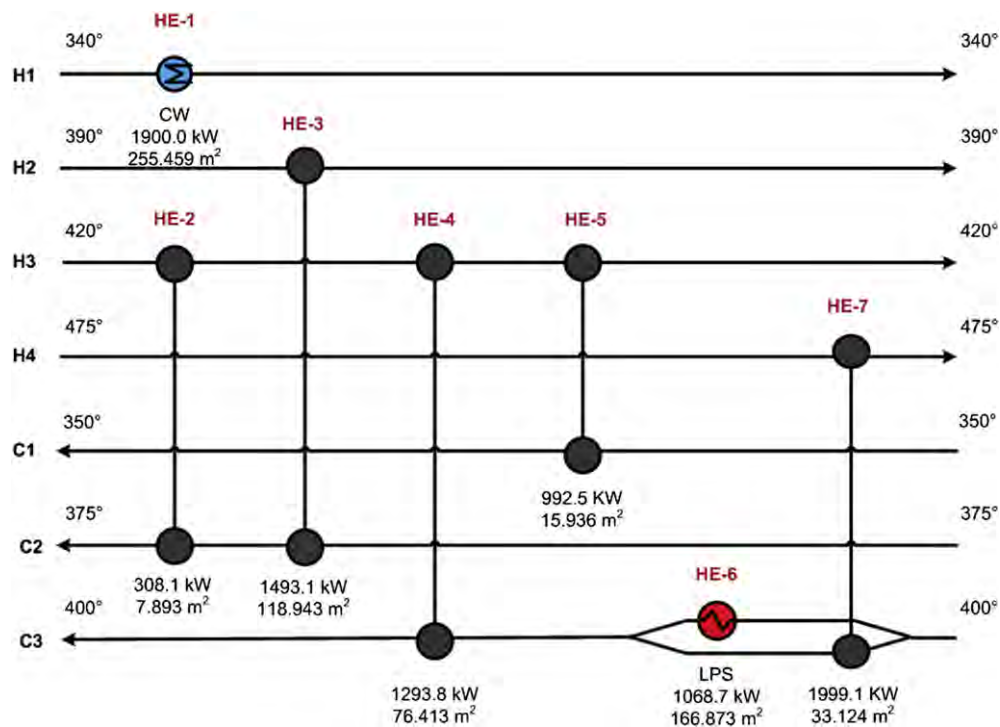 HE-1
340° 340°
H1
CW
1900.0 kW
255.459 m²
HE-3
390° 390°
H2
HE-2 HE-4 HE-5
420° 420°
H3
HE-7
475° 475°
H4
350° 350°
C1
992.5 KW
15.936 m²
375° 375°
C2
308.1 kW 1493.1 kW
7.893 m² 118.943 m²
HE-6
400° 400°
C3
LPS
1293.8 kW 1068.7 kW 1999.1 KW
76.413 m² 166.873 m² 33.124 m²